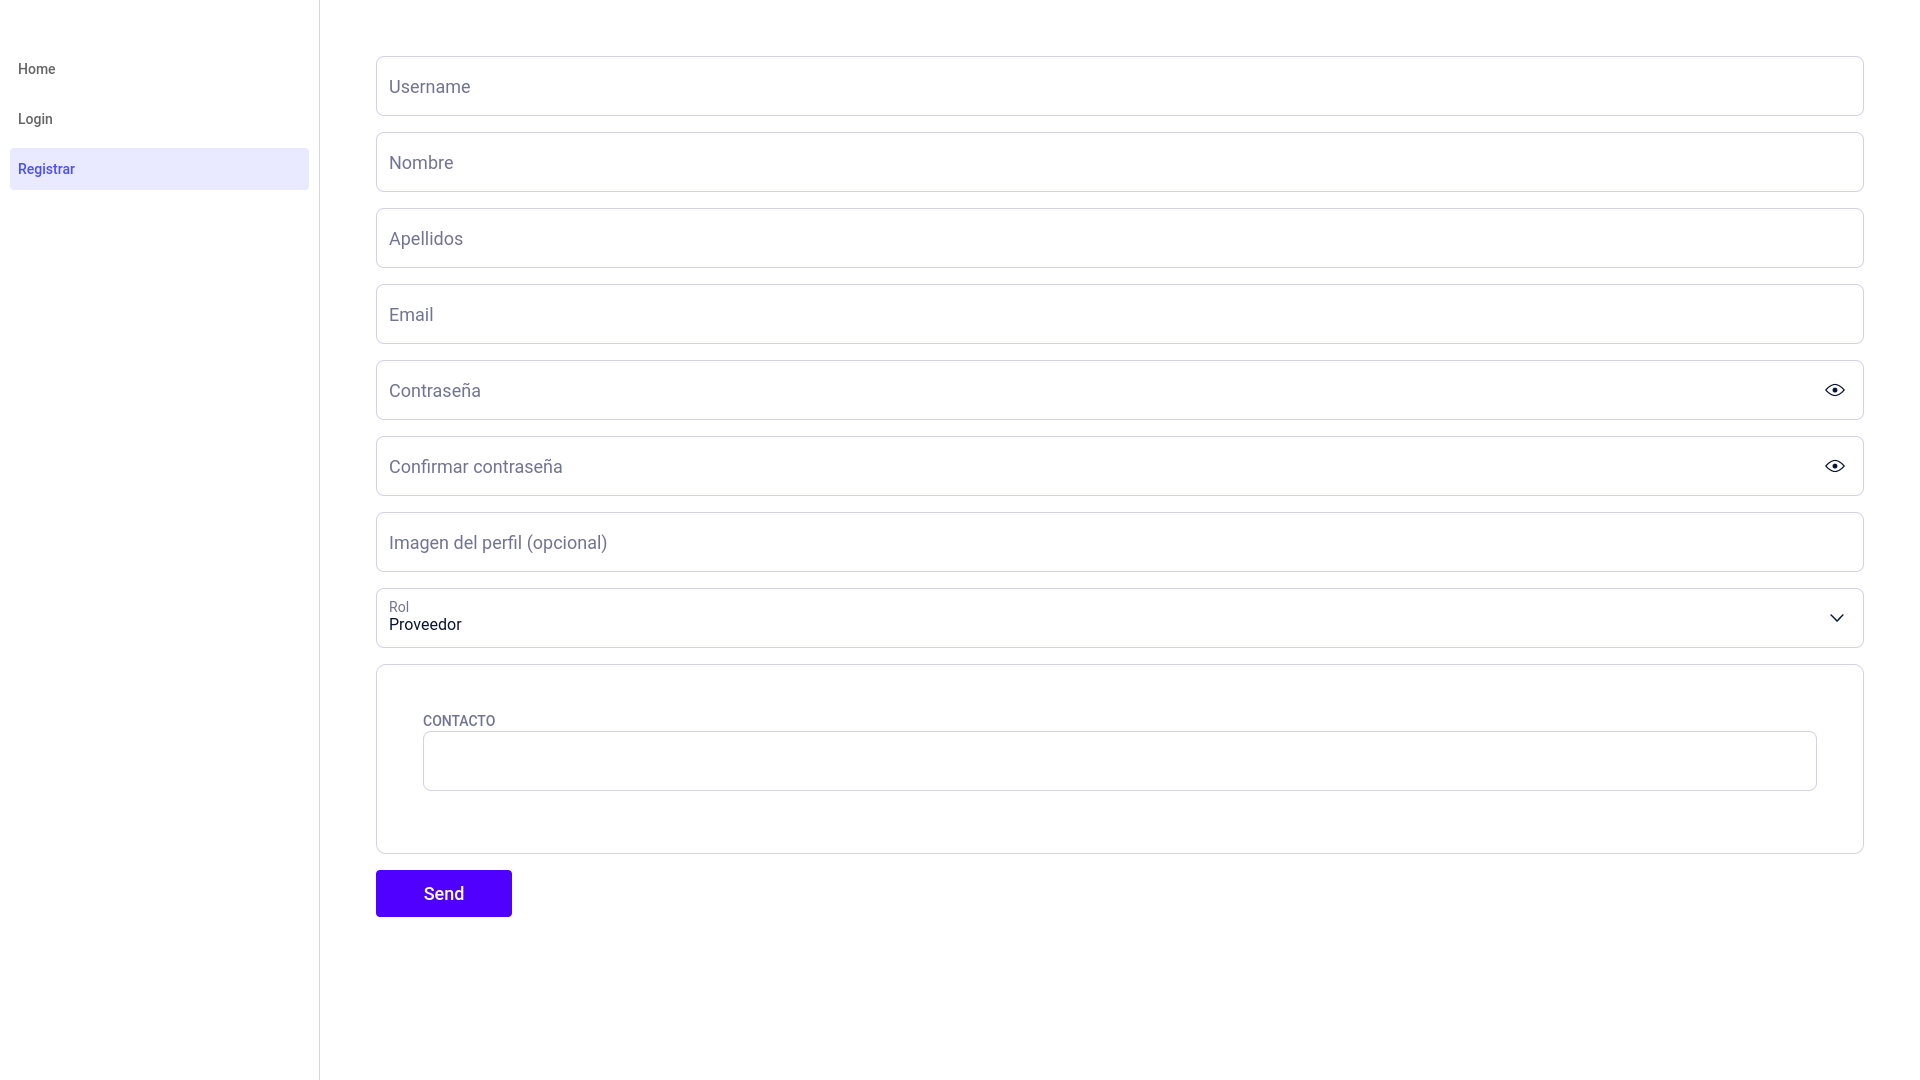 Home
Login
Registrar
Username
Nombre
Apellidos
Email
Contraseña
Confirmar contraseña
Imagen del perfil (opcional)
Rol
Proveedor
CONTACTO
Send